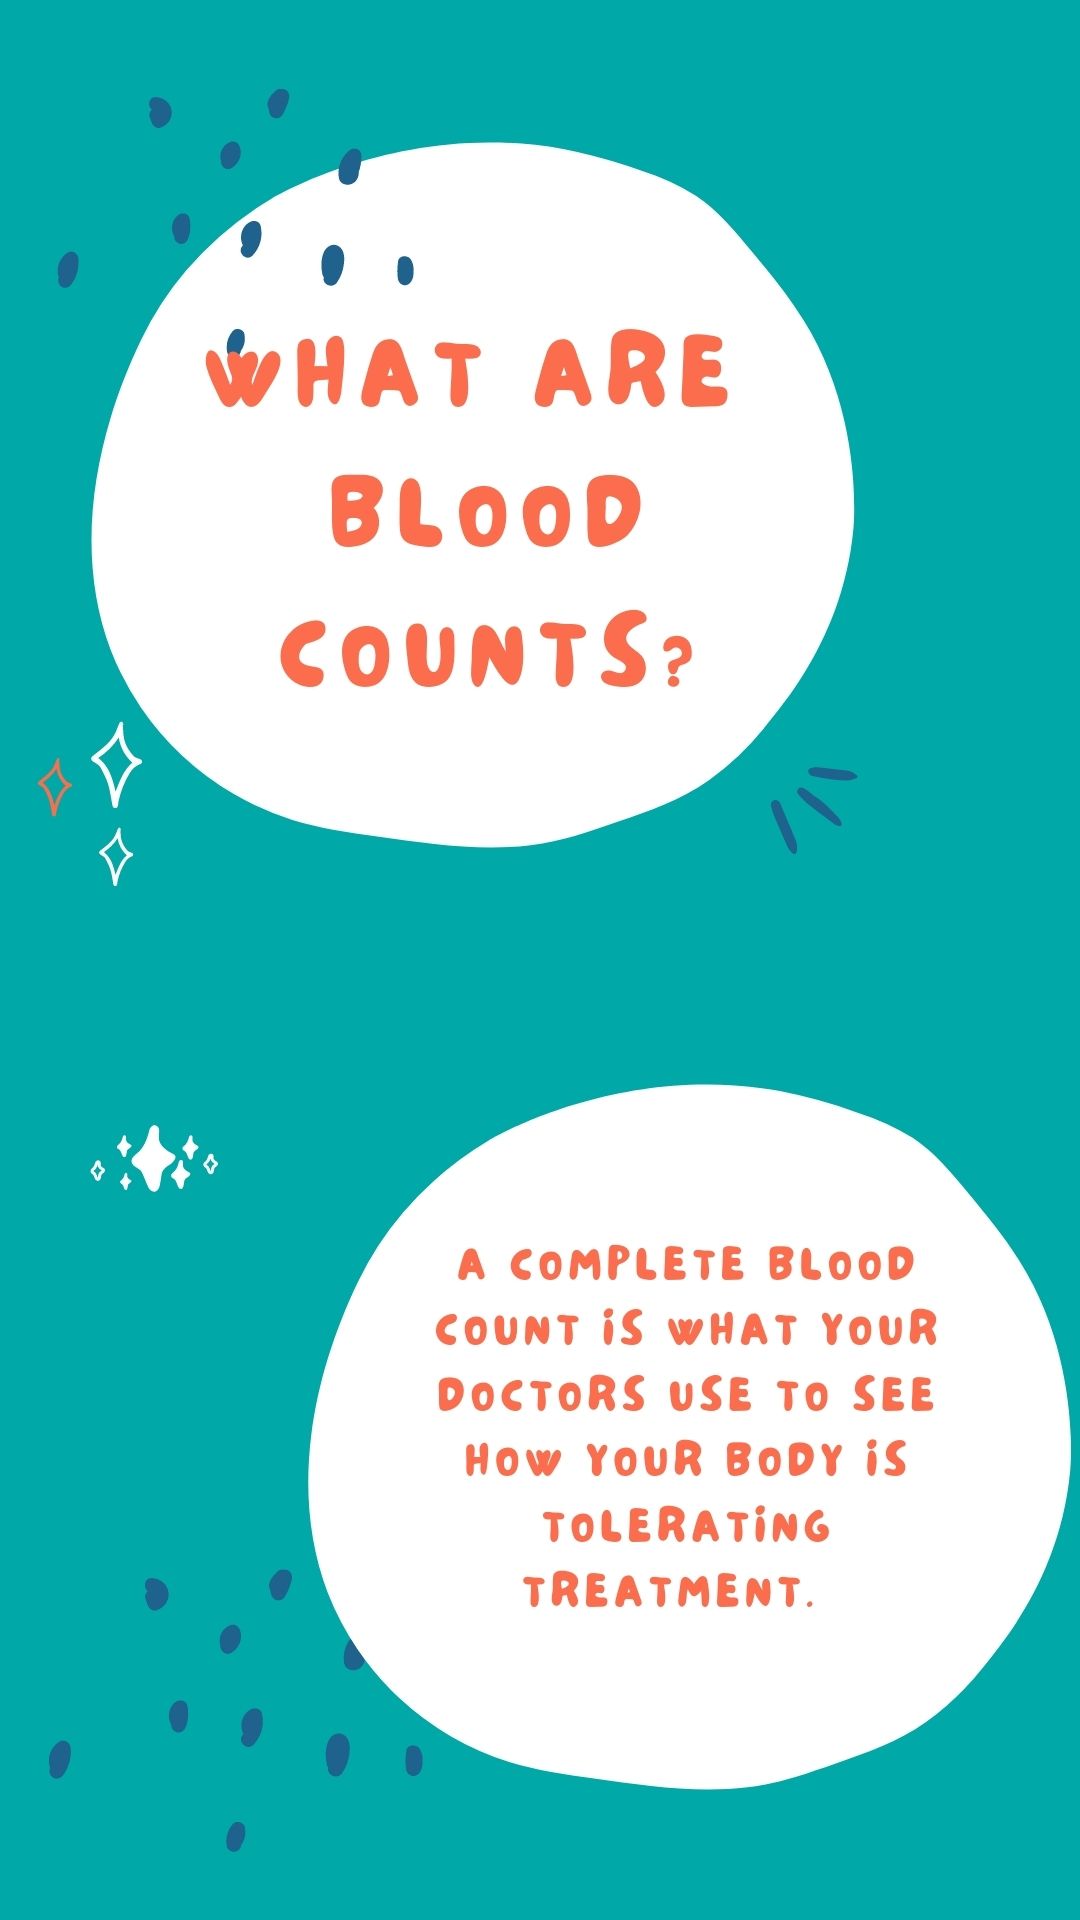 WHAT ARE
BLOOD
COUNTS?
A COMPLETE BLOOD
COUNT iS WHAT YOUR
DOCTORS USE TO SEE
HOW YOUR BODY iS
TOLERATiNG
TREATMENT.